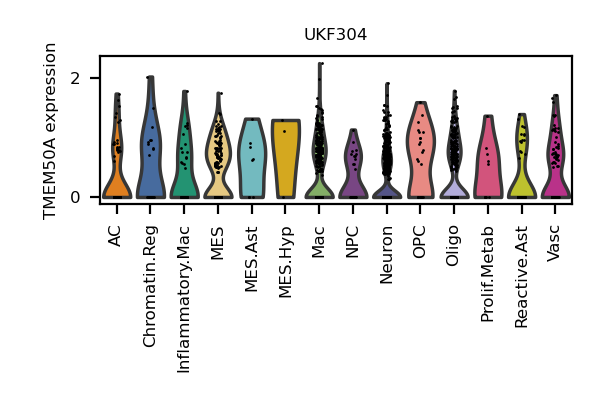 UKF304
TMEM50A expression
2
0
AC
Chromatin.Reg
Inflammatory.Mac
MES
MES.Ast
MES.Hyp
Mac
NPC
Neuron
OPC
Oligo
Prolif.Metab
Reactive.Ast
Vasc